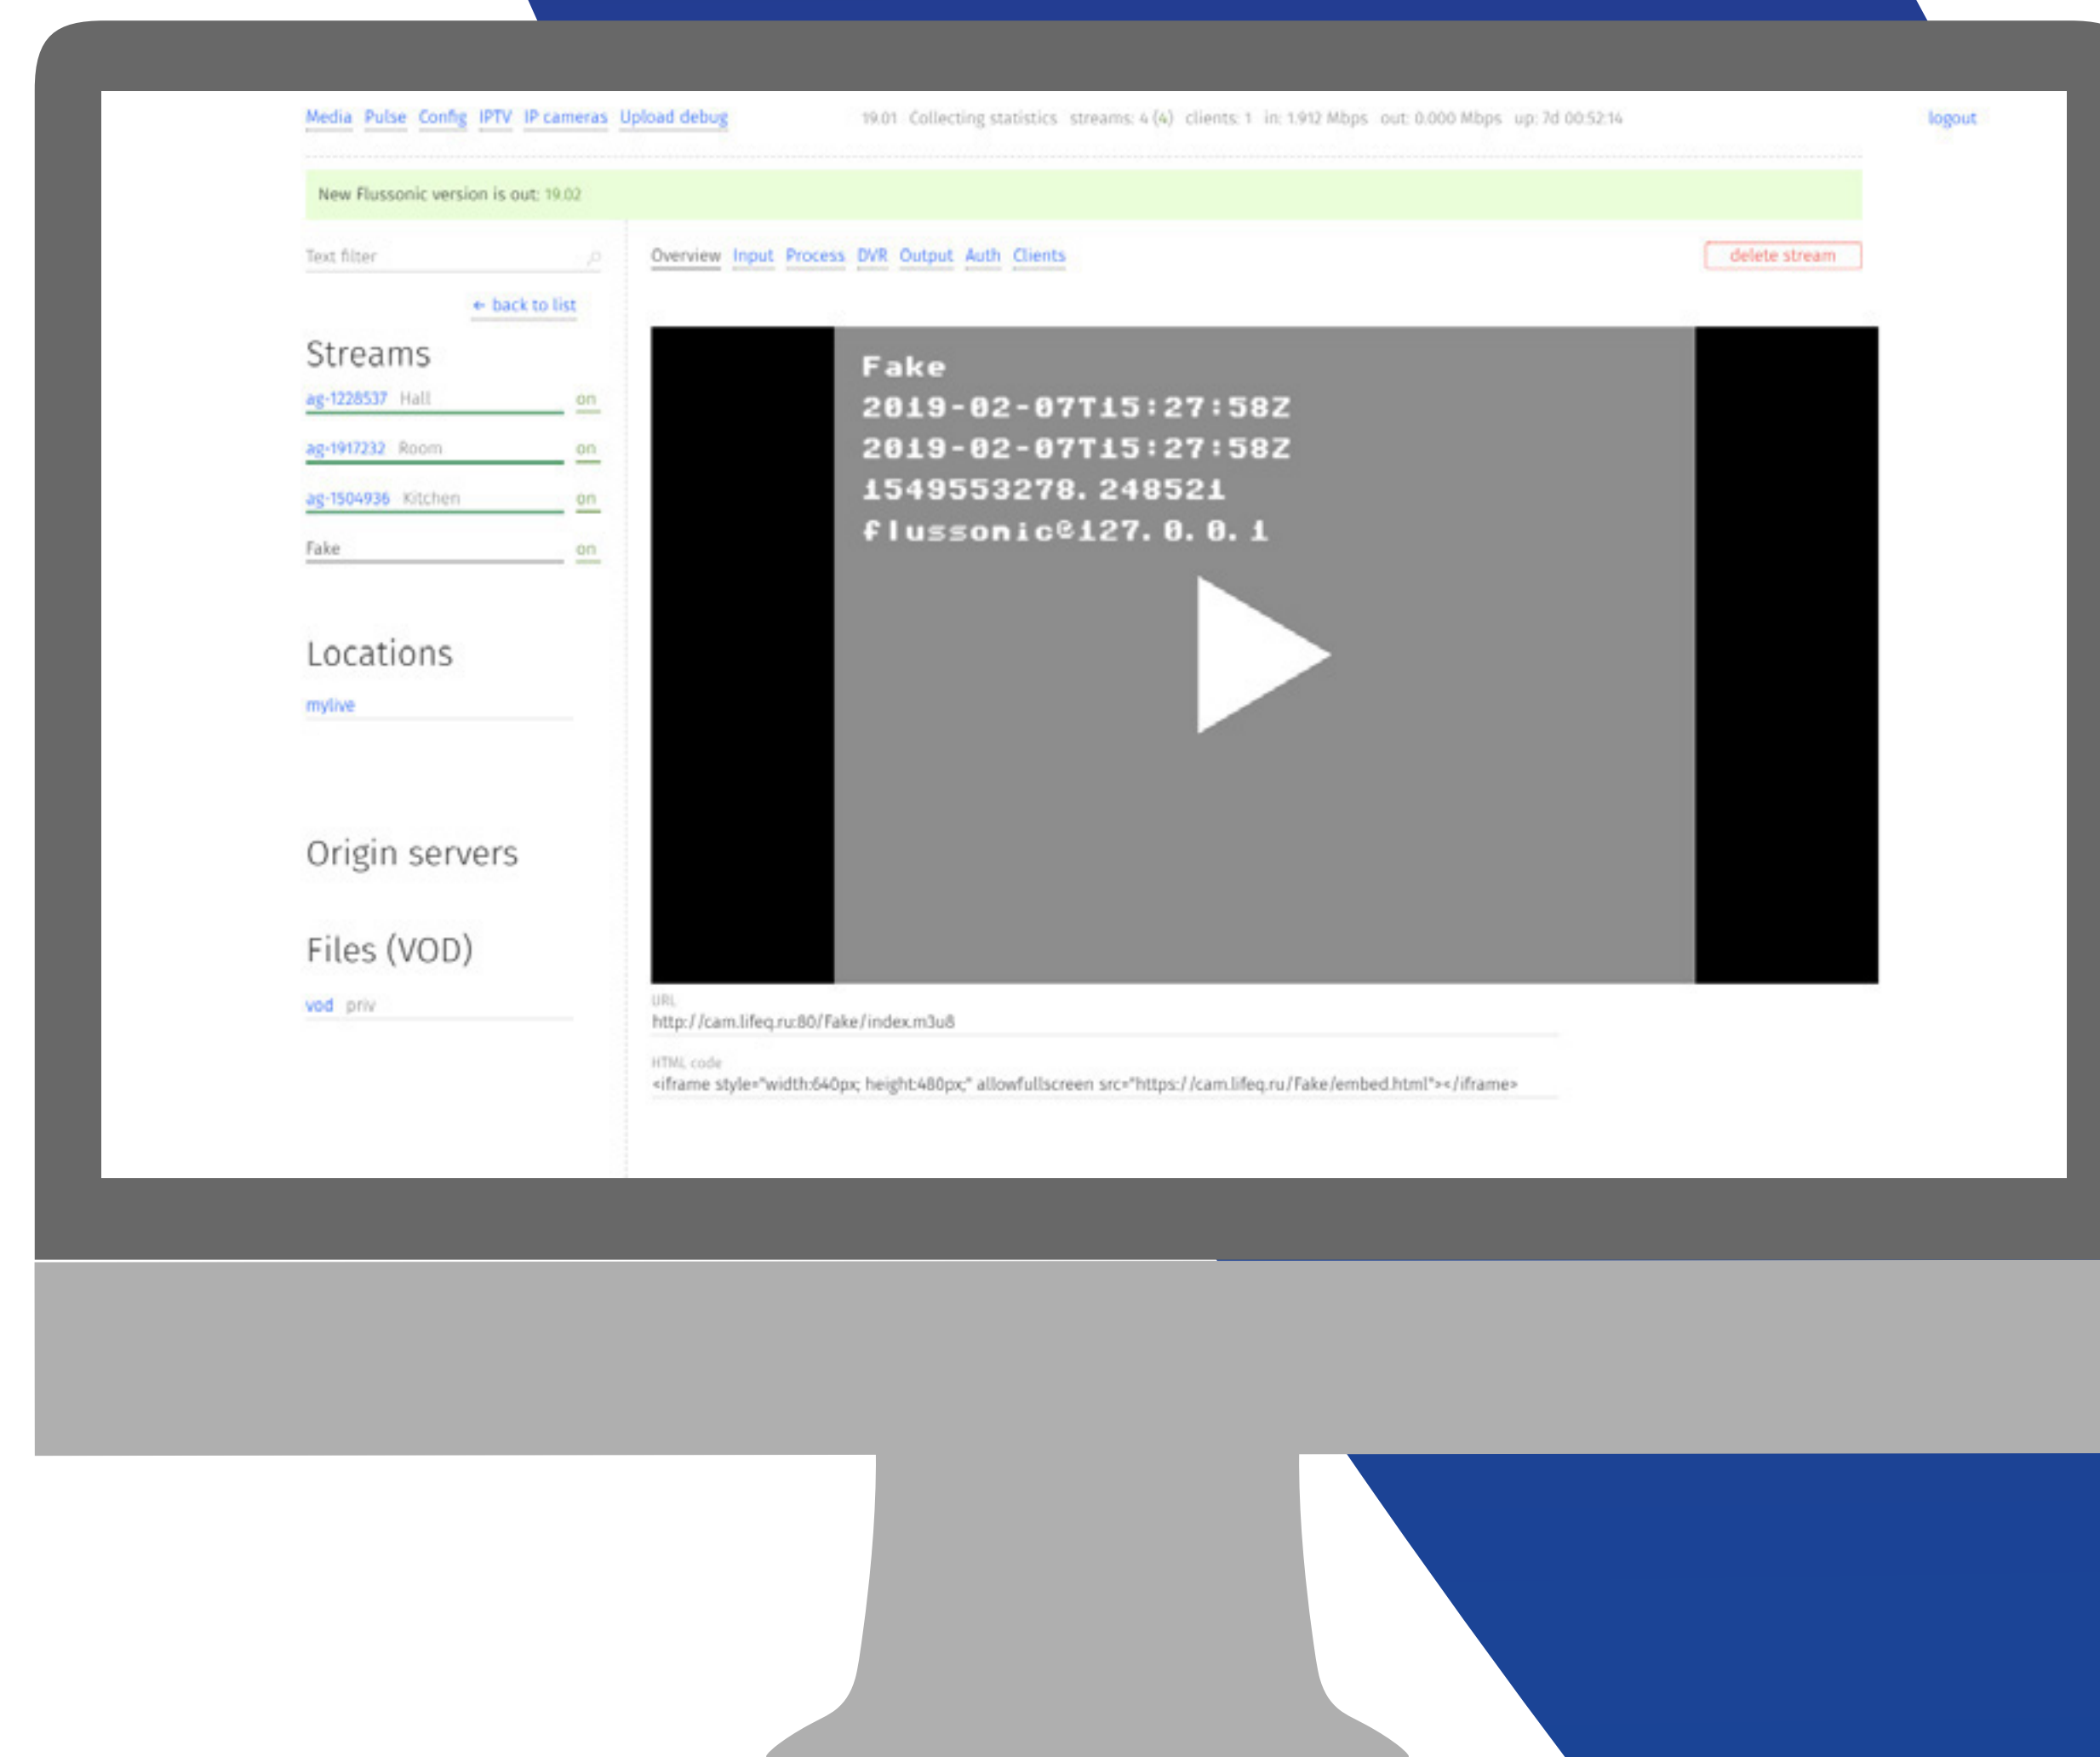 Media Pulse Config IPTV IP cameras Upload debug 19.01 Collecting statistics streams: 4 (4) clients: 1 in: 1.912 Mbps out: 0.000 Mbps up: 7d 00:52:14 logout
New Flussonic version is out: 19.02
Text filter
← back to list
Streams
ag-1228537 Hall on
ag-1917232 Room on
ag-1504936 Kitchen on
Fake on
Locations
mylive
Origin servers
Files (VOD)
vod priv
Overview Input Process DVR Output Auth Clients delete stream
Fake
2019-02-07T15:27:58Z
2019-02-07T15:27:58Z
1549553278.248521
flussonic@127.0.0.1
URL
http://cam.lifeq.ru:80/Fake/index.m3u8
HTML code
<iframe style="width:640px; height:480px;" allowfullscreen src="https://cam.lifeq.ru/Fake/embed.html"></iframe>